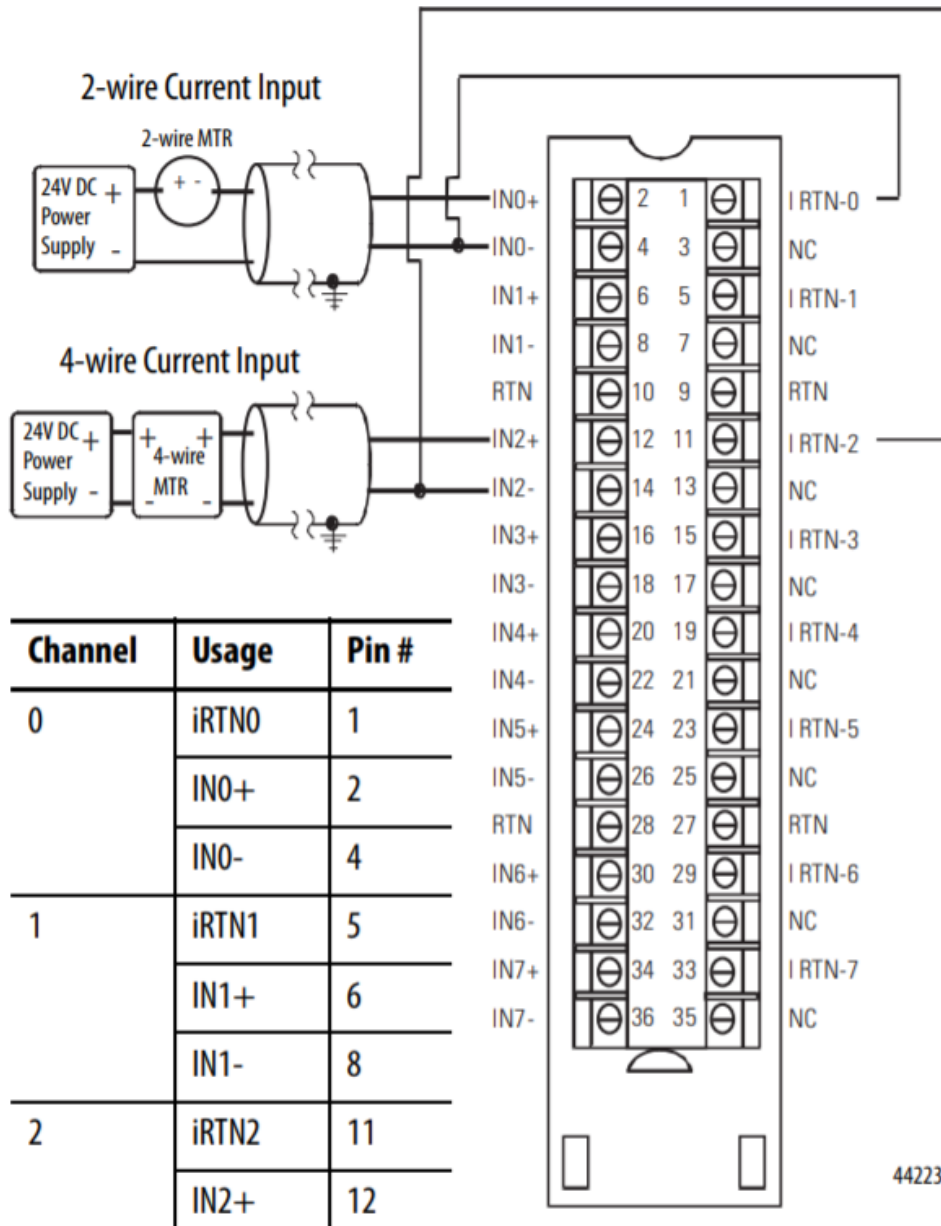 2-wire Current Input
2-wire MTR
+ -
24V DC +
Power
Supply -
4-wire Current Input
24V DC +
Power
Supply -
+ +
4-wire
MTR
- -
IN0+ 2 1 I RTN-0
IN0- 4 3 NC
IN1+ 6 5 I RTN-1
IN1- 8 7 NC
RTN 10 9 RTN
IN2+ 12 11 I RTN-2
IN2- 14 13 NC
IN3+ 16 15 I RTN-3
IN3- 18 17 NC
IN4+ 20 19 I RTN-4
IN4- 22 21 NC
IN5+ 24 23 I RTN-5
IN5- 26 25 NC
RTN 28 27 RTN
IN6+ 30 29 I RTN-6
IN6- 32 31 NC
IN7+ 34 33 I RTN-7
IN7- 36 35 NC
Channel Usage Pin #
0 iRTN0 1
IN0+ 2
IN0- 4
1 iRTN1 5
IN1+ 6
IN1- 8
2 iRTN2 11
IN2+ 12
44223